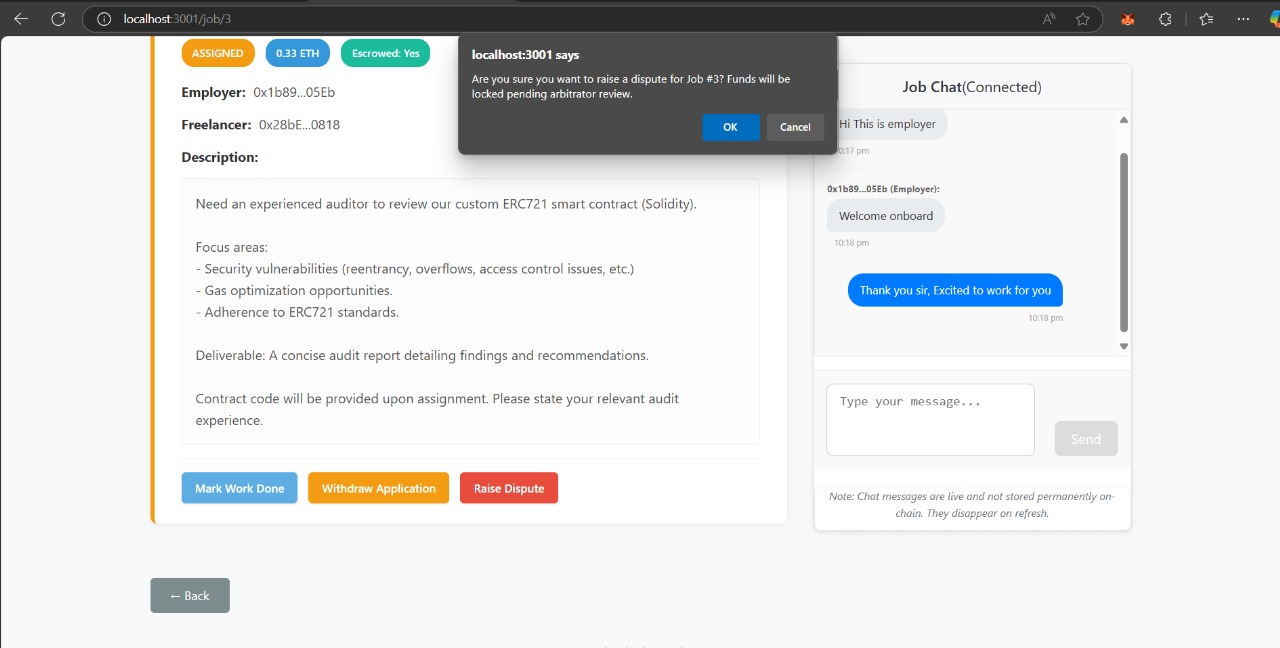 localhost:3001/job/3
ASSIGNED
0.33 ETH
Escrowed: Yes
Employer: 0x1b89...05Eb
Freelancer: 0x28bE...0818
Description:
Need an experienced auditor to review our custom ERC721 smart contract (Solidity).
Focus areas:
- Security vulnerabilities (reentrancy, overflows, access control issues, etc.)
- Gas optimization opportunities.
- Adherence to ERC721 standards.
Deliverable: A concise audit report detailing findings and recommendations.
Contract code will be provided upon assignment. Please state your relevant audit
experience.
Mark Work Done
Withdraw Application
Raise Dispute
← Back
localhost:3001 says
Are you sure you want to raise a dispute for Job #3? Funds will be
locked pending arbitrator review.
OK
Cancel
Job Chat(Connected)
Hi This is employer
0:17 pm
0x1b89...05Eb (Employer):
Welcome onboard
10:18 pm
Thank you sir, Excited to work for you
10:18 pm
Type your message...
Send
Note: Chat messages are live and not stored permanently on-
chain. They disappear on refresh.